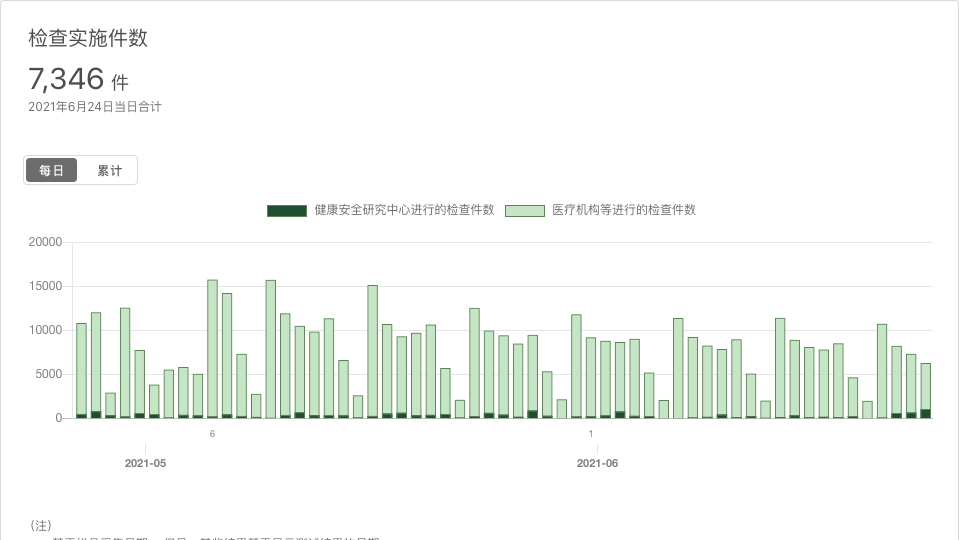 检查实施件数
7,346 件
2021年6月24日当日合计
每日 累计
健康安全研究中心进行的检查件数 医疗机构等进行的检查件数
20000
15000
10000
5000
0
6 1
2021-05 2021-06
(注)